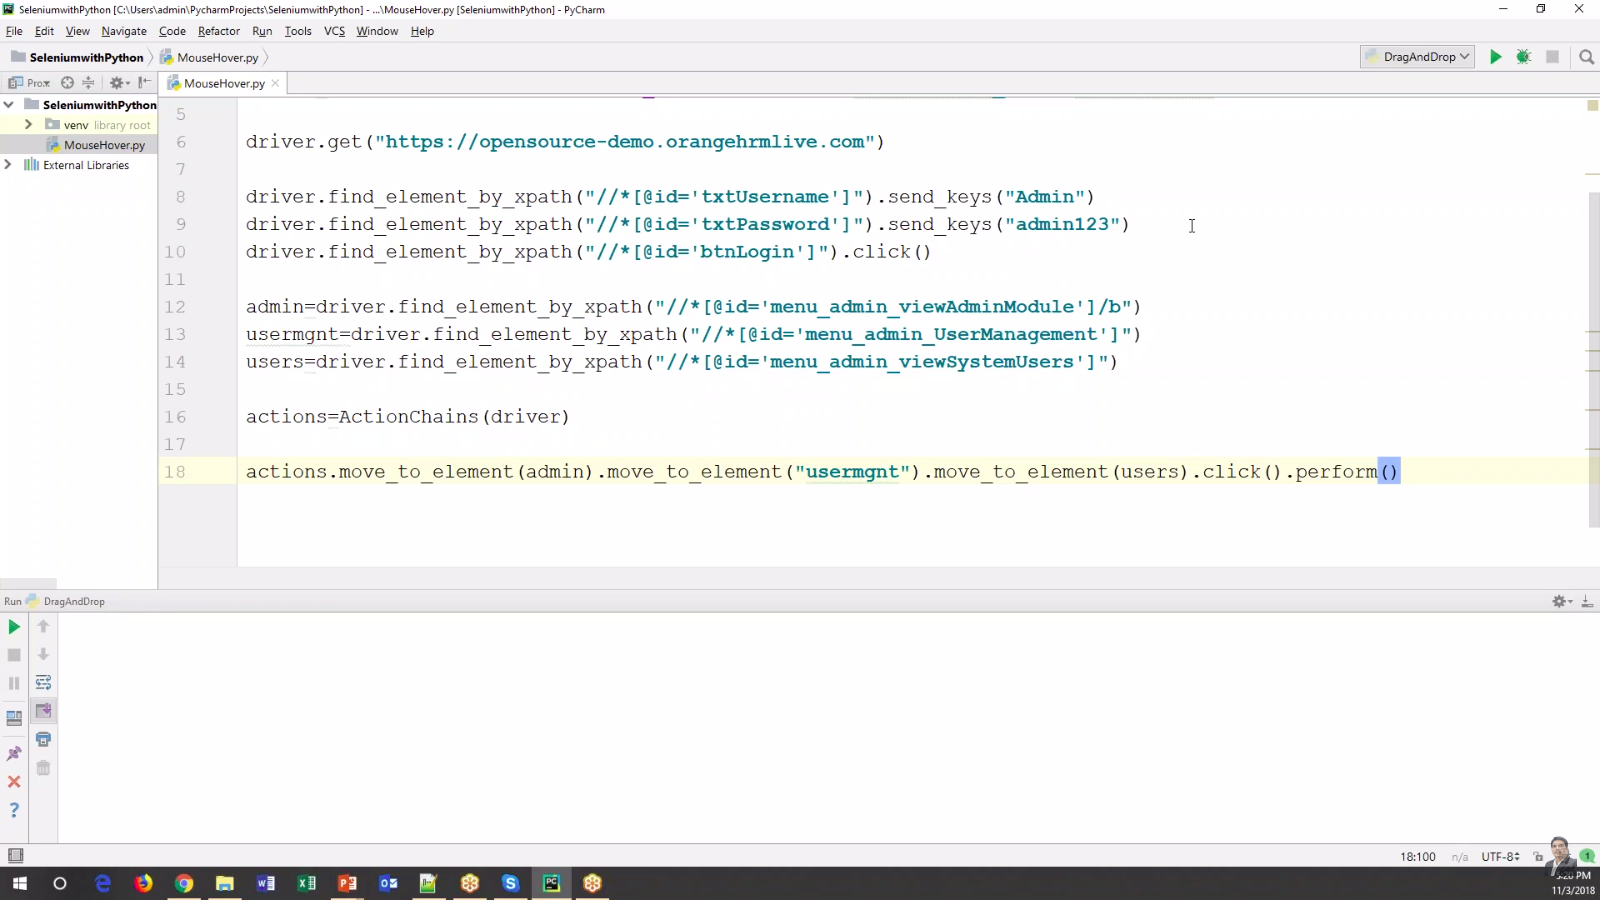 SeleniumwithPython [C:\Users\admin\PycharmProjects\SeleniumwithPython] - ...\MouseHover.py [SeleniumwithPython] - PyCharm
File Edit View Navigate Code Refactor Run Tools VCS Window Help
SeleniumwithPython MouseHover.py DragAndDrop
Pro MouseHover.py
SeleniumwithPython
venv library root
MouseHover.py
External Libraries
5
6 driver.get("https://opensource-demo.orangehrmlive.com")
7
8 driver.find_element_by_xpath("//*[@id='txtUsername']").send_keys("Admin")
9 driver.find_element_by_xpath("//*[@id='txtPassword']").send_keys("admin123")
10 driver.find_element_by_xpath("//*[@id='btnLogin']").click()
11
12 admin=driver.find_element_by_xpath("//*[@id='menu_admin_viewAdminModule']/b")
13 usermgnt=driver.find_element_by_xpath("//*[@id='menu_admin_UserManagement']")
14 users=driver.find_element_by_xpath("//*[@id='menu_admin_viewSystemUsers']")
15
16 actions=ActionChains(driver)
17
18 actions.move_to_element(admin).move_to_element("usermgnt").move_to_element(users).click().perform()
Run DragAndDrop
18:100 n/a UTF-8
PM
11/3/2018